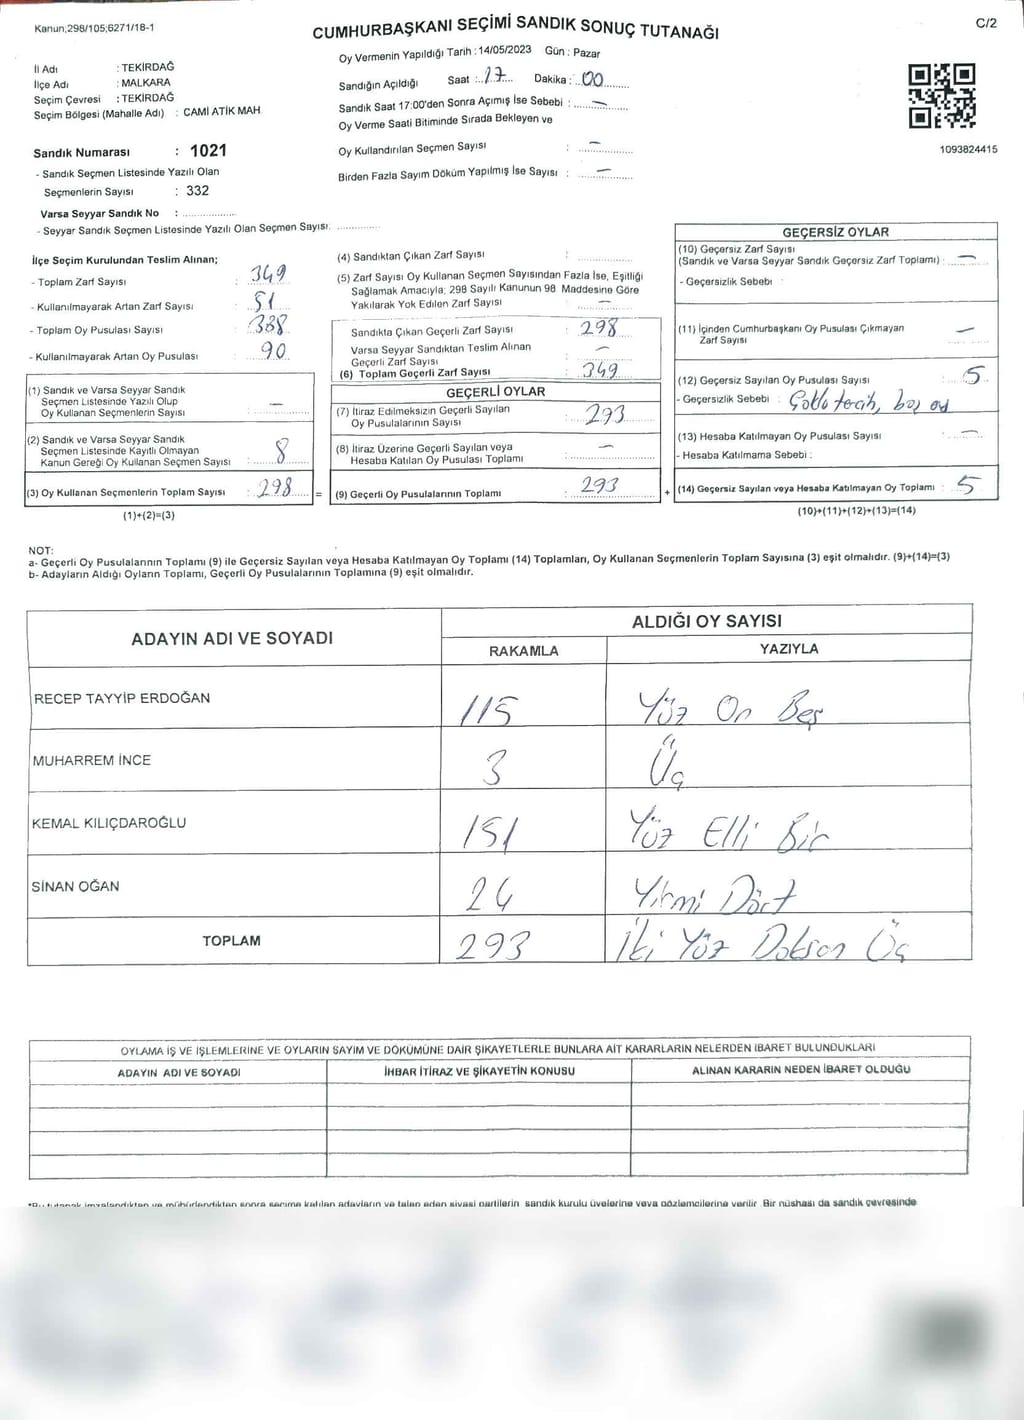 Kanun;298/105;6271/18-1
CUMHURBAŞKANI SEÇİMİ SANDIK SONUÇ TUTANAĞI
C/2
Oy Vermenin Yapıldığı Tarih : 14/05/2023 Gün : Pazar
İl Adı : TEKİRDAĞ
İlçe Adı : MALKARA
Seçim Çevresi : TEKİRDAĞ
Seçim Bölgesi (Mahalle Adı) : CAMİ ATİK MAH
Sandığın Açıldığı Saat : 17 Dakika : 00
Sandık Saat 17:00'den Sonra Açımış İse Sebebi : —
Oy Verme Saati Bitiminde Sırada Bekleyen ve
Oy Kullandırılan Seçmen Sayısı : —
Birden Fazla Sayım Döküm Yapılmış İse Sayısı : —
1093824415
Sandık Numarası : 1021
- Sandık Seçmen Listesinde Yazılı Olan
Seçmenlerin Sayısı : 332
Varsa Seyyar Sandık No : ..................
- Seyyar Sandık Seçmen Listesinde Yazılı Olan Seçmen Sayısı: ..............
İlçe Seçim Kurulundan Teslim Alınan;
- Toplam Zarf Sayısı : 349
- Kullanılmayarak Artan Zarf Sayısı : 51
- Toplam Oy Pusulası Sayısı : 388
- Kullanılmayarak Artan Oy Pusulası : 90
(1) Sandık ve Varsa Seyyar Sandık
Seçmen Listesinde Yazılı Olup
Oy Kullanan Seçmenlerin Sayısı : —
(2) Sandık ve Varsa Seyyar Sandık
Seçmen Listesinde Kayıtlı Olmayan
Kanun Gereği Oy Kullanan Seçmen Sayısı : 8
(3) Oy Kullanan Seçmenlerin Toplam Sayısı : 298 =
(1)+(2)=(3)
(4) Sandıktan Çıkan Zarf Sayısı : ..............
(5) Zarf Sayısı Oy Kullanan Seçmen Sayısından Fazla İse, Eşitliği
Sağlamak Amacıyla; 298 Sayılı Kanunun 98 Maddesine Göre
Yakılarak Yok Edilen Zarf Sayısı : —
Sandıkta Çıkan Geçerli Zarf Sayısı : 298
Varsa Seyyar Sandıktan Teslim Alınan
Geçerli Zarf Sayısı : —
(6) Toplam Geçerli Zarf Sayısı : 349
GEÇERLİ OYLAR
(7) İtiraz Edilmeksizin Geçerli Sayılan
Oy Pusulalarının Sayısı : 293
(8) İtiraz Üzerine Geçerli Sayılan veya
Hesaba Katılan Oy Pusulası Toplamı : —
(9) Geçerli Oy Pusulalarının Toplamı : 293 +
GEÇERSİZ OYLAR
(10) Geçersiz Zarf Sayısı
(Sandık ve Varsa Seyyar Sandık Geçersiz Zarf Toplamı) : —
- Geçersizlik Sebebi :
(11) İçinden Cumhurbaşkanı Oy Pusulası Çıkmayan
Zarf Sayısı —
(12) Geçersiz Sayılan Oy Pusulası Sayısı : 5
- Geçersizlik Sebebi : boş oy
(13) Hesaba Katılmayan Oy Pusulası Sayısı : —
- Hesaba Katılmama Sebebi :
(14) Geçersiz Sayılan veya Hesaba Katılmayan Oy Toplamı : 5
(10)+(11)+(12)+(13)=(14)
NOT:
a- Geçerli Oy Pusulalarının Toplamı (9) ile Geçersiz Sayılan veya Hesaba Katılmayan Oy Toplamı (14) Toplamları, Oy Kullanan Seçmenlerin Toplam Sayısına (3) eşit olmalıdır. (9)+(14)=(3)
b- Adayların Aldığı Oyların Toplamı, Geçerli Oy Pusulalarının Toplamına (9) eşit olmalıdır.
ADAYIN ADI VE SOYADI
ALDIĞI OY SAYISI
RAKAMLA YAZIYLA
RECEP TAYYİP ERDOĞAN 115 Yüz On Beş
MUHARREM İNCE 3 Üç
KEMAL KILIÇDAROĞLU 151 Yüz Elli Bir
SİNAN OĞAN 24 Yirmi Dört
TOPLAM 293 İki Yüz Doksan Üç
OYLAMA İŞ VE İŞLEMLERİNE VE OYLARIN SAYIM VE DÖKÜMÜNE DAİR ŞİKAYETLERLE BUNLARA AİT KARARLARIN NELERDEN İBARET BULUNDUKLARI
ADAYIN ADI VE SOYADI İHBAR İTİRAZ VE ŞİKAYETİN KONUSU ALINAN KARARIN NEDEN İBARET OLDUĞU
*Bu tutanak imzalandıktan ve mühürlendikten sonra seçime katılan adayların ve talep eden siyasi partilerin sandık kurulu üyelerine veya gözlemcilerine verilir. Bir nüshası da sandık çevresinde